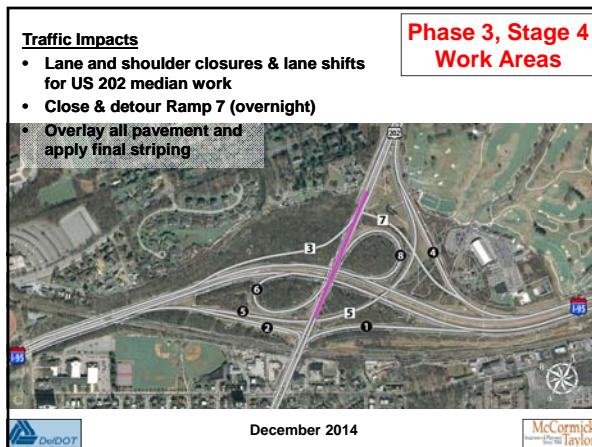 Traffic Impacts
• Lane and shoulder closures & lane shifts
for US 202 median work
• Close & detour Ramp 7 (overnight)
• Overlay all pavement and
apply final striping
Phase 3, Stage 4
Work Areas
202
7
3
8
4
6
5
5
2
1
I-95
I-95
DelDOT
December 2014
McCormick
Taylor